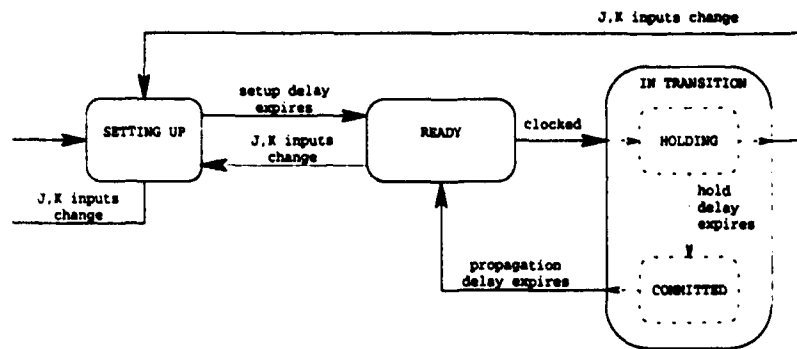 J,K inputs change
IN TRANSITION
setup delay
expires
SETTING UP
READY
clocked
HOLDING
J,K inputs
change
J,K inputs
change
hold
delay
expires
propagation
delay expires
COMMITTED